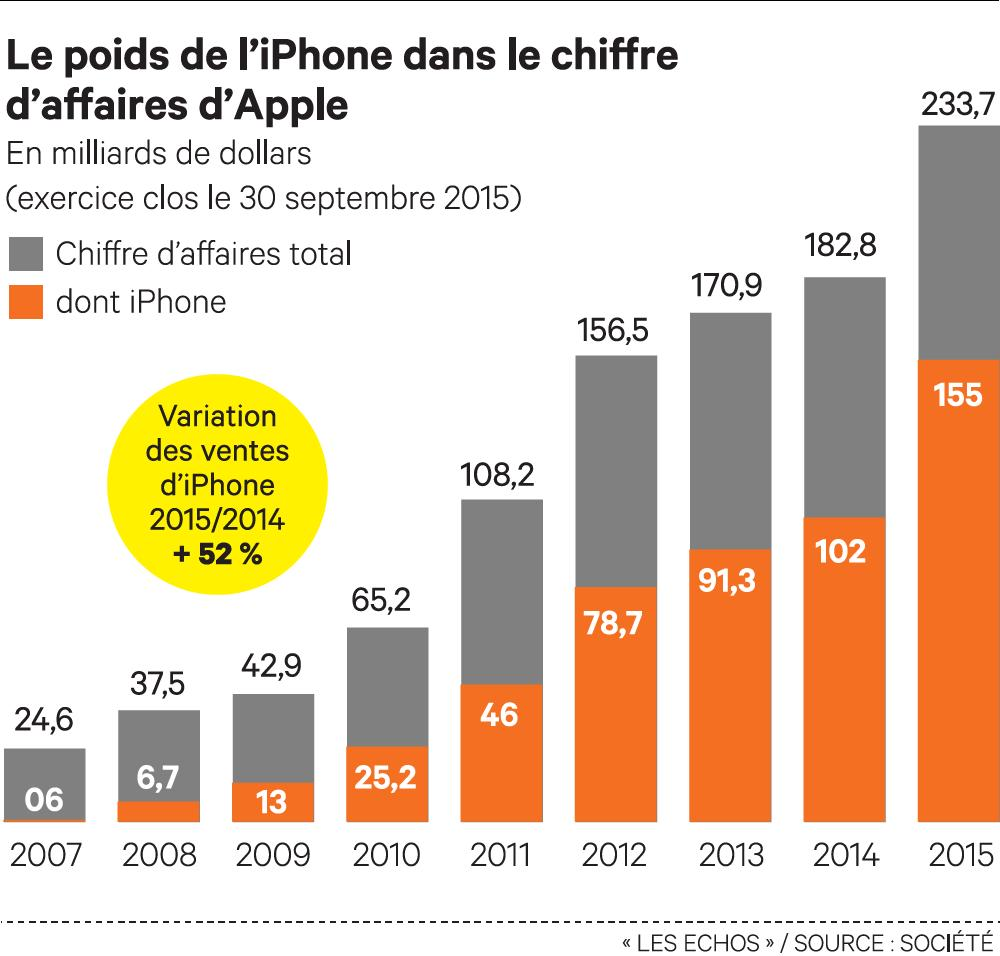 Le poids de l’iPhone dans le chiffre
d’affaires d’Apple
En milliards de dollars
(exercice clos le 30 septembre 2015)
Chiffre d’affaires total
dont iPhone
Variation
des ventes
d’iPhone
2015/2014
+ 52 %
24,6
37,5
42,9
65,2
108,2
156,5
170,9
182,8
233,7
06
6,7
13
25,2
46
78,7
91,3
102
155
2007
2008
2009
2010
2011
2012
2013
2014
2015
« LES ECHOS » / SOURCE : SOCIÉTÉ